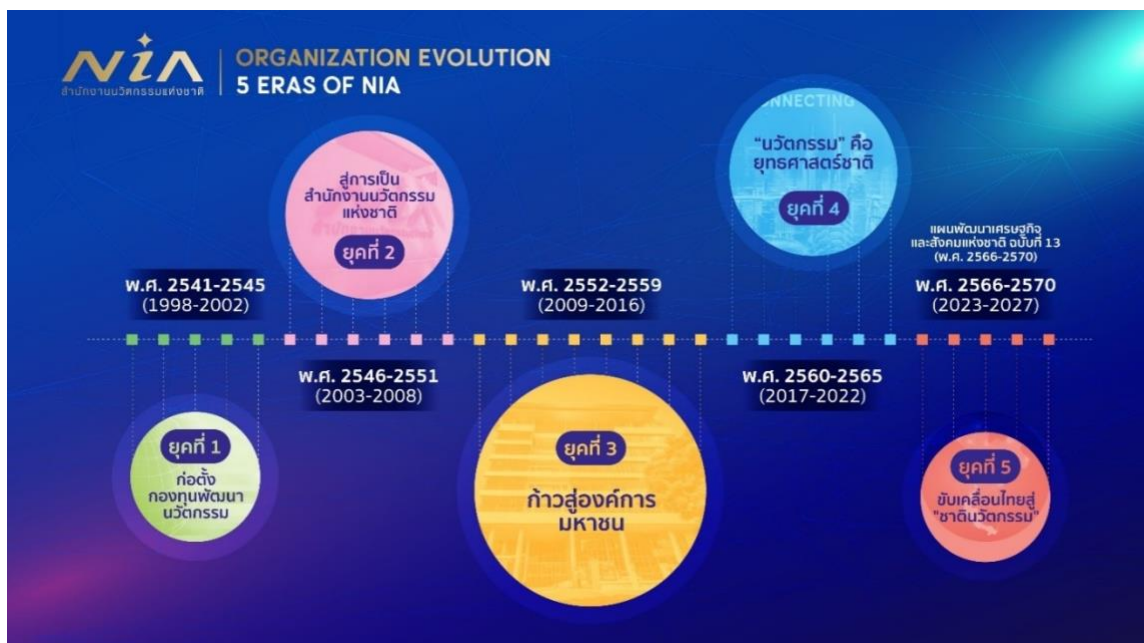 NiA
สำนักงานนวัตกรรมแห่งชาติ
ORGANIZATION EVOLUTION
5 ERAS OF NIA
พ.ศ. 2541-2545
(1998-2002)
ยุคที่ 1
ก่อตั้ง
กองทุนพัฒนา
นวัตกรรม
สู่การเป็น
สำนักงานนวัตกรรม
แห่งชาติ
ยุคที่ 2
พ.ศ. 2546-2551
(2003-2008)
พ.ศ. 2552-2559
(2009-2016)
ยุคที่ 3
ก้าวสู่องค์การ
มหาชน
ONNECTING
"นวัตกรรม" คือ
ยุทธศาสตร์ชาติ
ยุคที่ 4
พ.ศ. 2560-2565
(2017-2022)
แผนพัฒนาเศรษฐกิจ
และสังคมแห่งชาติ ฉบับที่ 13
(พ.ศ. 2566-2570)
พ.ศ. 2566-2570
(2023-2027)
ยุคที่ 5
ขับเคลื่อนไทยสู่
"ชาตินวัตกรรม"